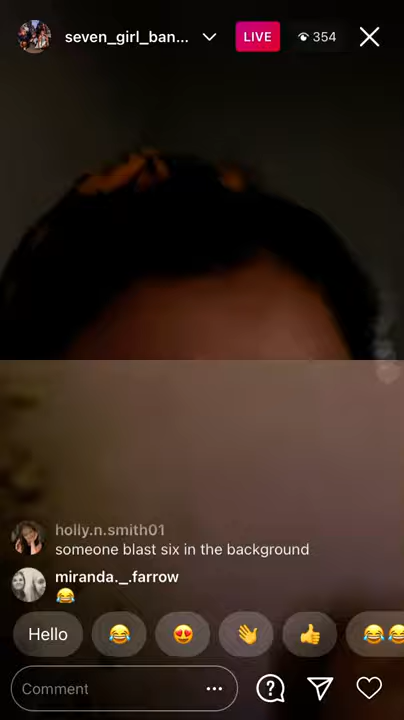 seven_girl_ban...
LIVE
354
holly.n.smith01
someone blast six in the background
miranda._.farrow
Hello
Comment